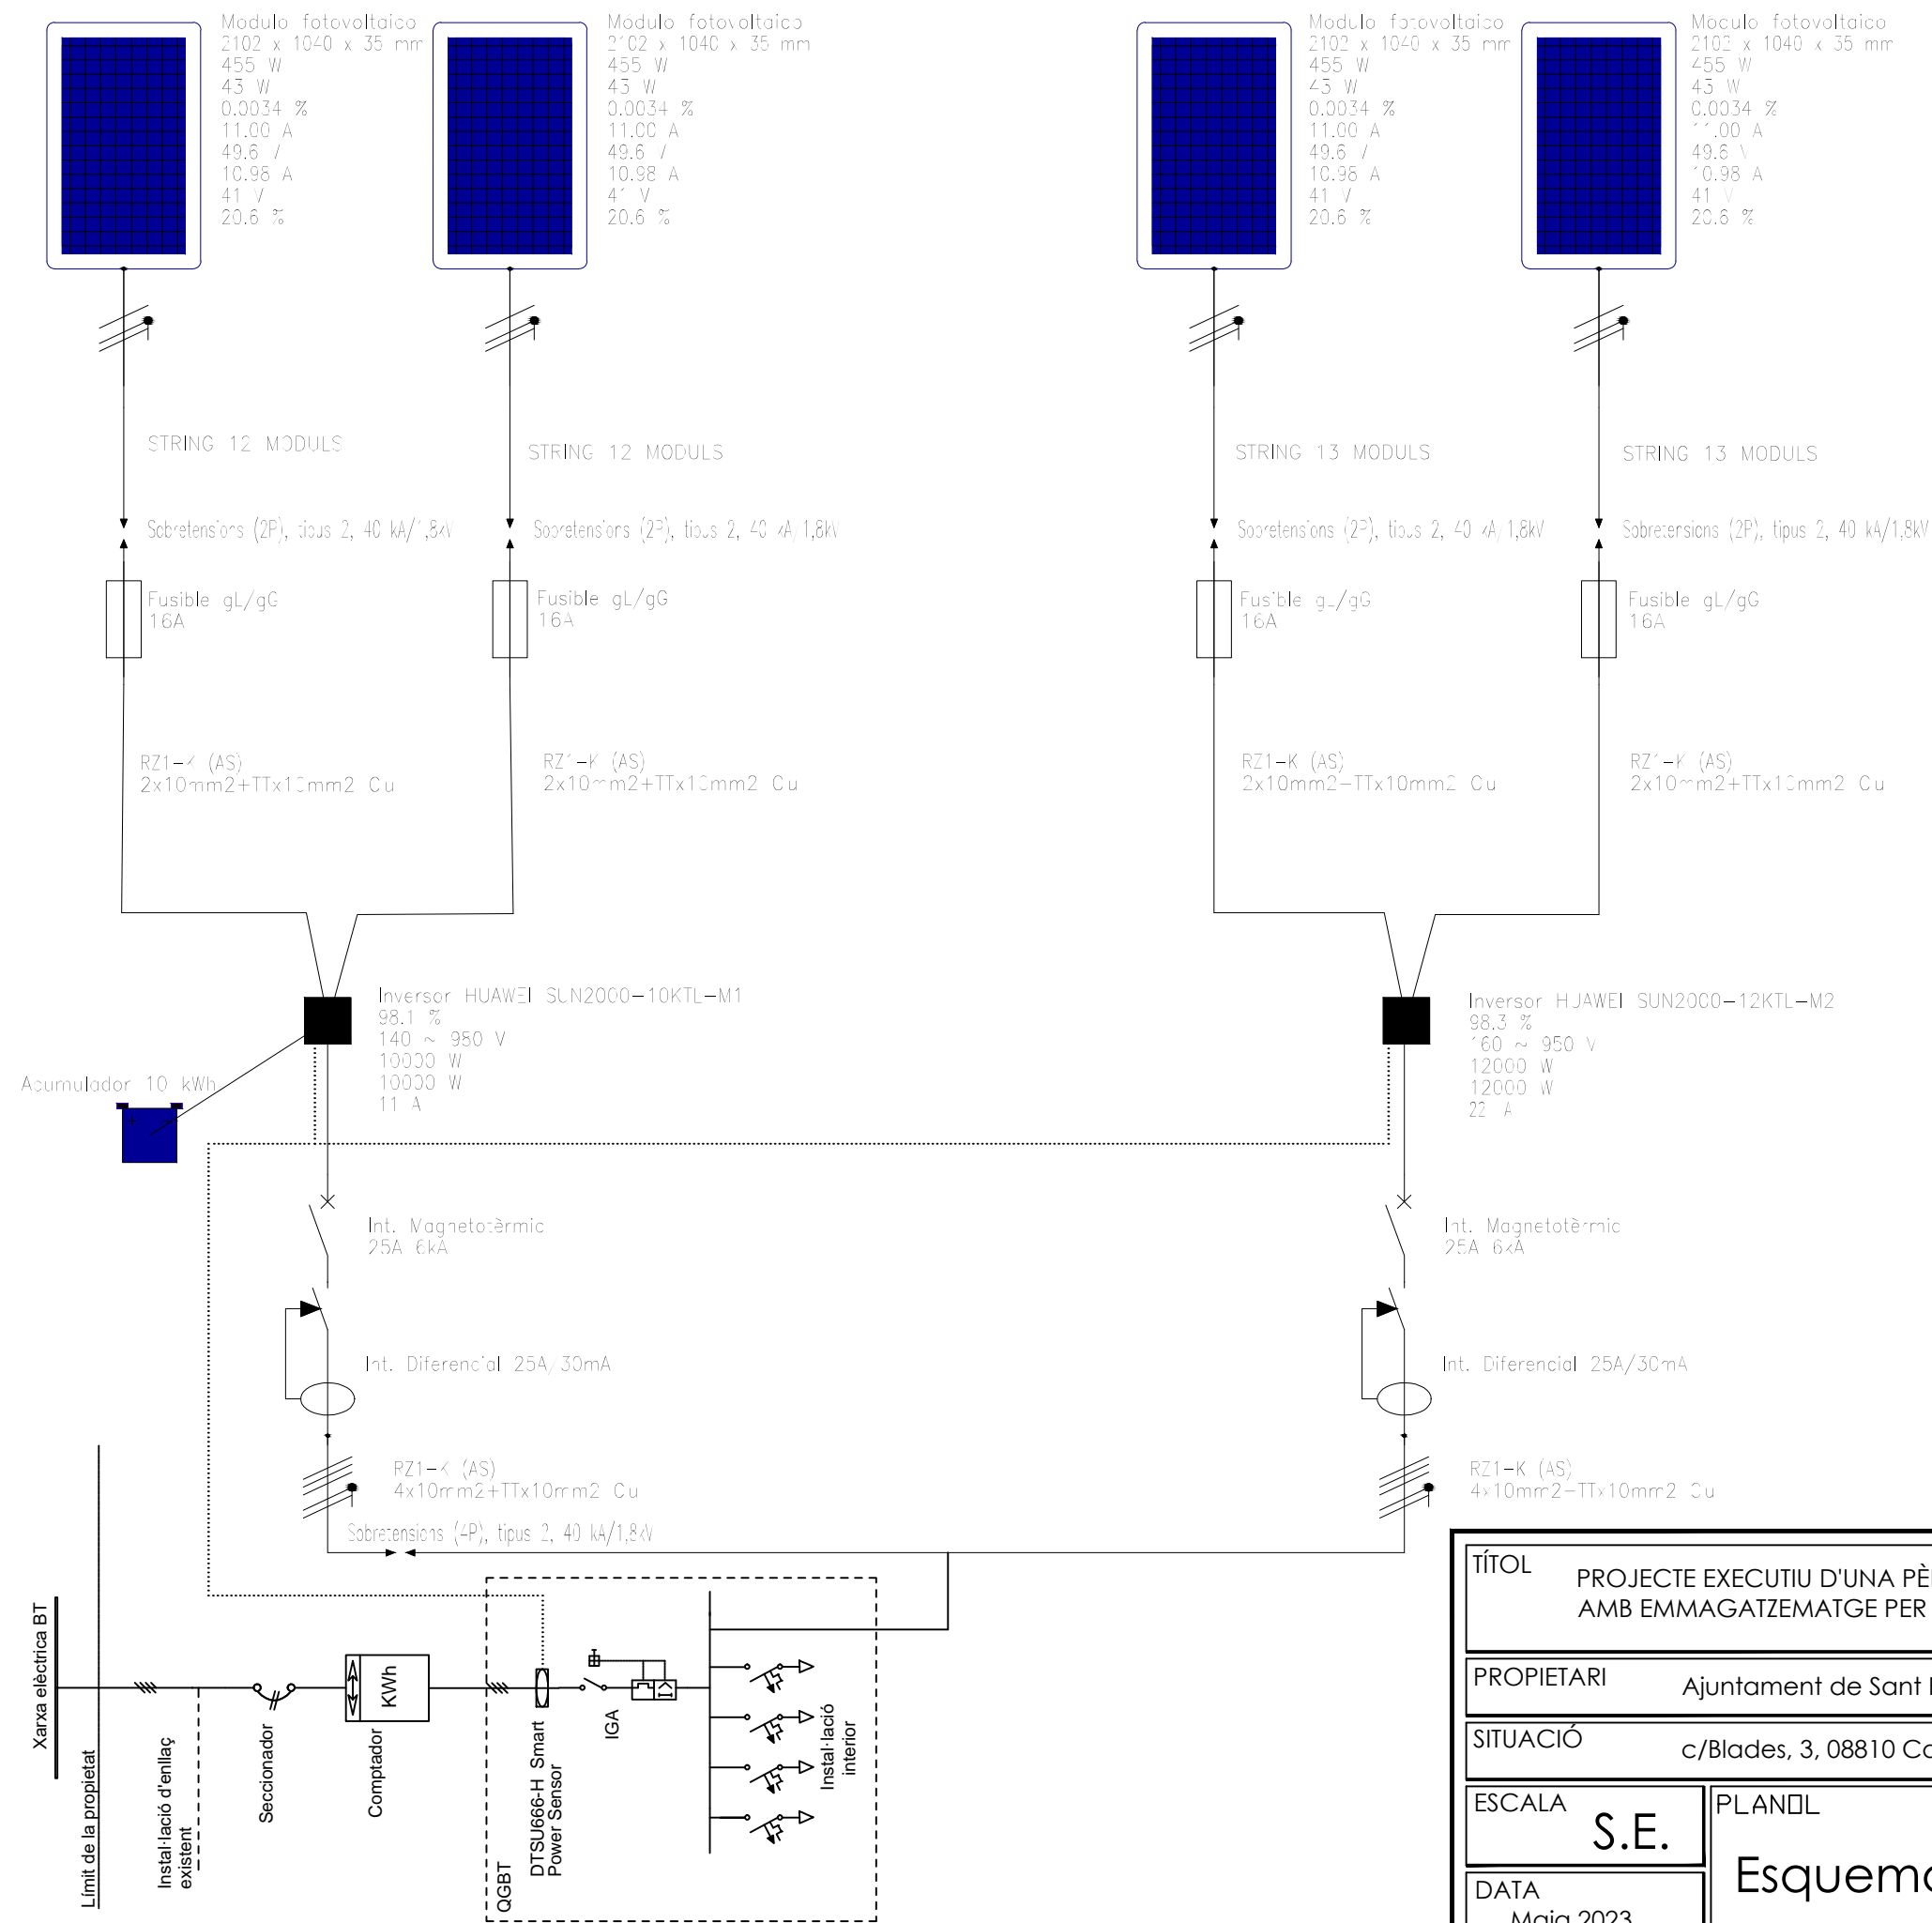 Modulo fotovoltaico
2102 x 1040 x 35 mm
455 W
43 W
0.0034 %
11.00 A
49.6 V
10.98 A
41 V
20.6 %
Modulo fotovoltaico
2102 x 1040 x 35 mm
455 W
43 W
0.0034 %
11.00 A
49.6 V
10.98 A
41 V
20.6 %
Modulo fotovoltaico
2102 x 1040 x 35 mm
455 W
43 W
0.0034 %
11.00 A
49.6 V
10.98 A
41 V
20.6 %
Modulo fotovoltaico
2102 x 1040 x 35 mm
455 W
43 W
0.0034 %
11.00 A
49.6 V
10.98 A
41 V
20.6 %
STRING 12 MODULS
STRING 12 MODULS
STRING 13 MODULS
STRING 13 MODULS
Sobretensions (2P), tipus 2, 40 kA/1,8kV
Sobretensions (2P), tipus 2, 40 kA/1,8kV
Sobretensions (2P), tipus 2, 40 kA/1,8kV
Sobretensions (2P), tipus 2, 40 kA/1,8kV
Fusible gL/gG
16A
Fusible gL/gG
16A
Fusible gL/gG
16A
Fusible gL/gG
16A
RZ1-K (AS)
2x10mm2+TTx10mm2 Cu
RZ1-K (AS)
2x10mm2+TTx10mm2 Cu
RZ1-K (AS)
2x10mm2+TTx10mm2 Cu
RZ1-K (AS)
2x10mm2+TTx10mm2 Cu
Inversor HUAWEI SUN2000-10KTL-M1
98.1 %
140 ~ 980 V
10000 W
10000 W
11 A
Inversor HUAWEI SUN2000-12KTL-M2
98.3 %
160 ~ 950 V
12000 W
12000 W
22 A
Acumulador 10 kWh
Int. Magnetotèrmic
25A 6kA
Int. Magnetotèrmic
25A 6kA
Int. Diferencial 25A/30mA
Int. Diferencial 25A/30mA
RZ1-K (AS)
4x10mm2+TTx10mm2 Cu
RZ1-K (AS)
4x10mm2+TTx10mm2 Cu
Sobretensions (4P), tipus 2, 40 kA/1,8kV
Xarxa elèctrica BT
Límit de la propietat
Instal·lació d'enllaç
existent
Seccionador
KWh
Comptador
QGBT
DTSU666-H Smart
Power Sensor
IGA
Instal·lació
interior
TÍTOL
PROJECTE EXECUTIU D'UNA PÈ
AMB EMMAGATZEMATGE PER
PROPIETARI
Ajuntament de Sant
SITUACIÓ
c/Blades, 3, 08810
ESCALA
S.E.
PLANOL
Esquema
DATA
Maig 2023